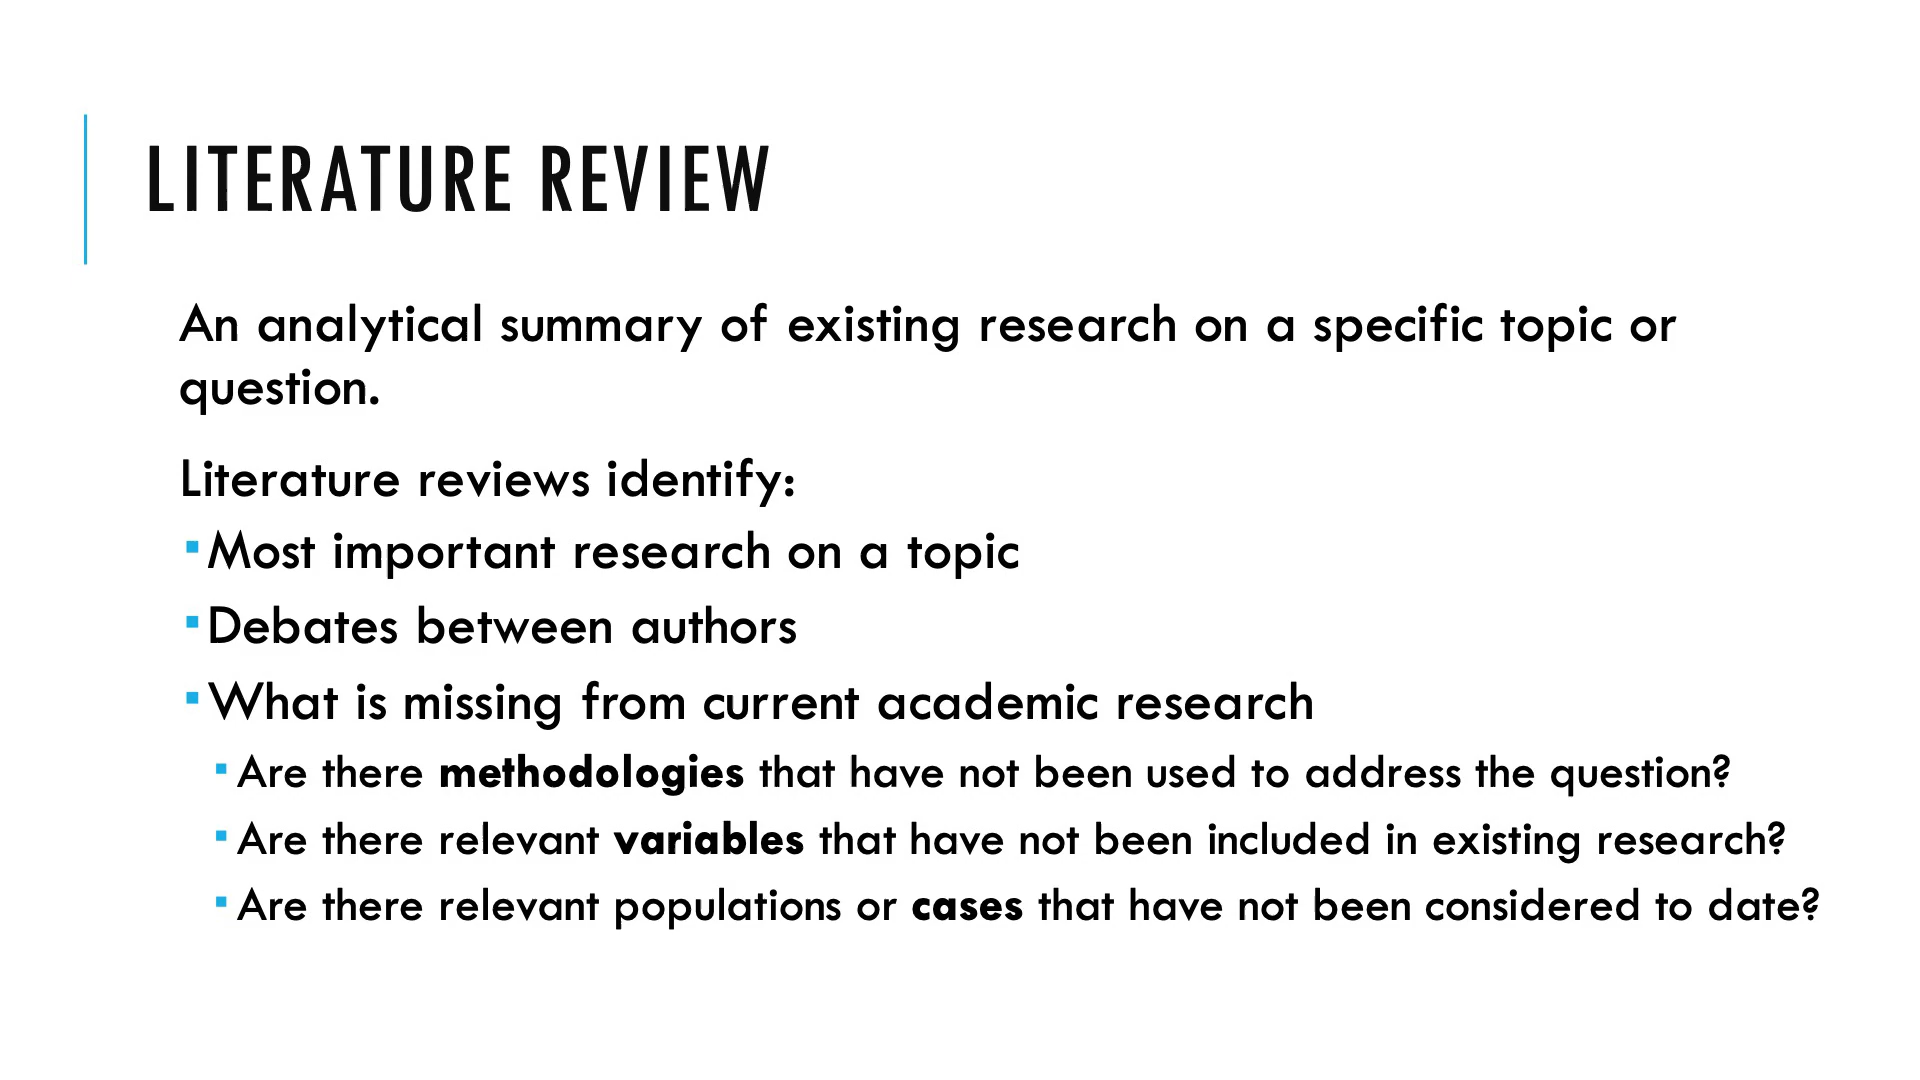 LITERATURE REVIEW
An analytical summary of existing research on a specific topic or
question.
Literature reviews identify:
▪Most important research on a topic
▪Debates between authors
▪What is missing from current academic research
▪Are there methodologies that have not been used to address the question?
▪Are there relevant variables that have not been included in existing research?
▪Are there relevant populations or cases that have not been considered to date?